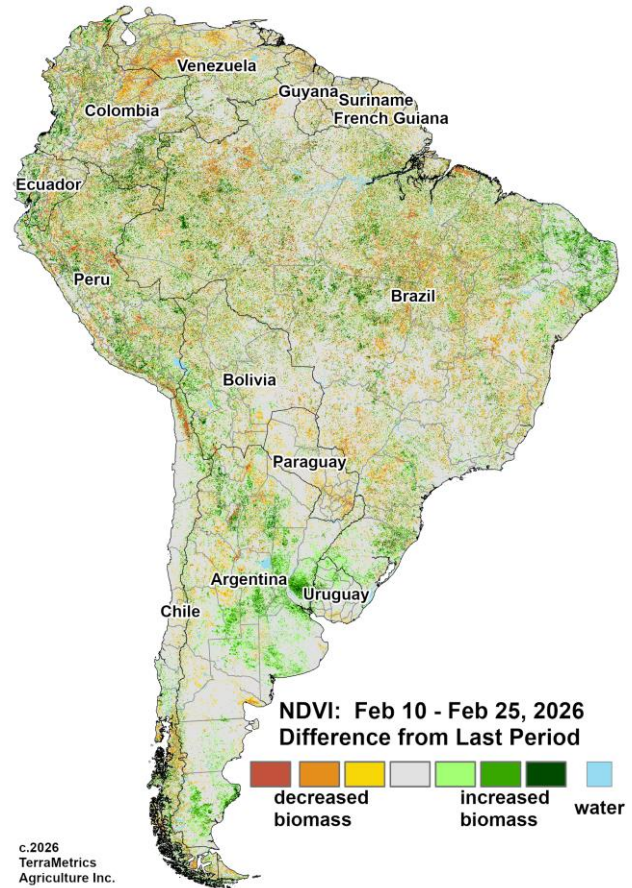 Venezuela
Guyana
Suriname
French Guiana
Colombia
Ecuador
Peru
Brazil
Bolivia
Paraguay
Argentina
Uruguay
Chile
NDVI: Feb 10 - Feb 25, 2026
Difference from Last Period
decreased
biomass
increased
biomass
water
c.2026
TerraMetrics
Agriculture Inc.